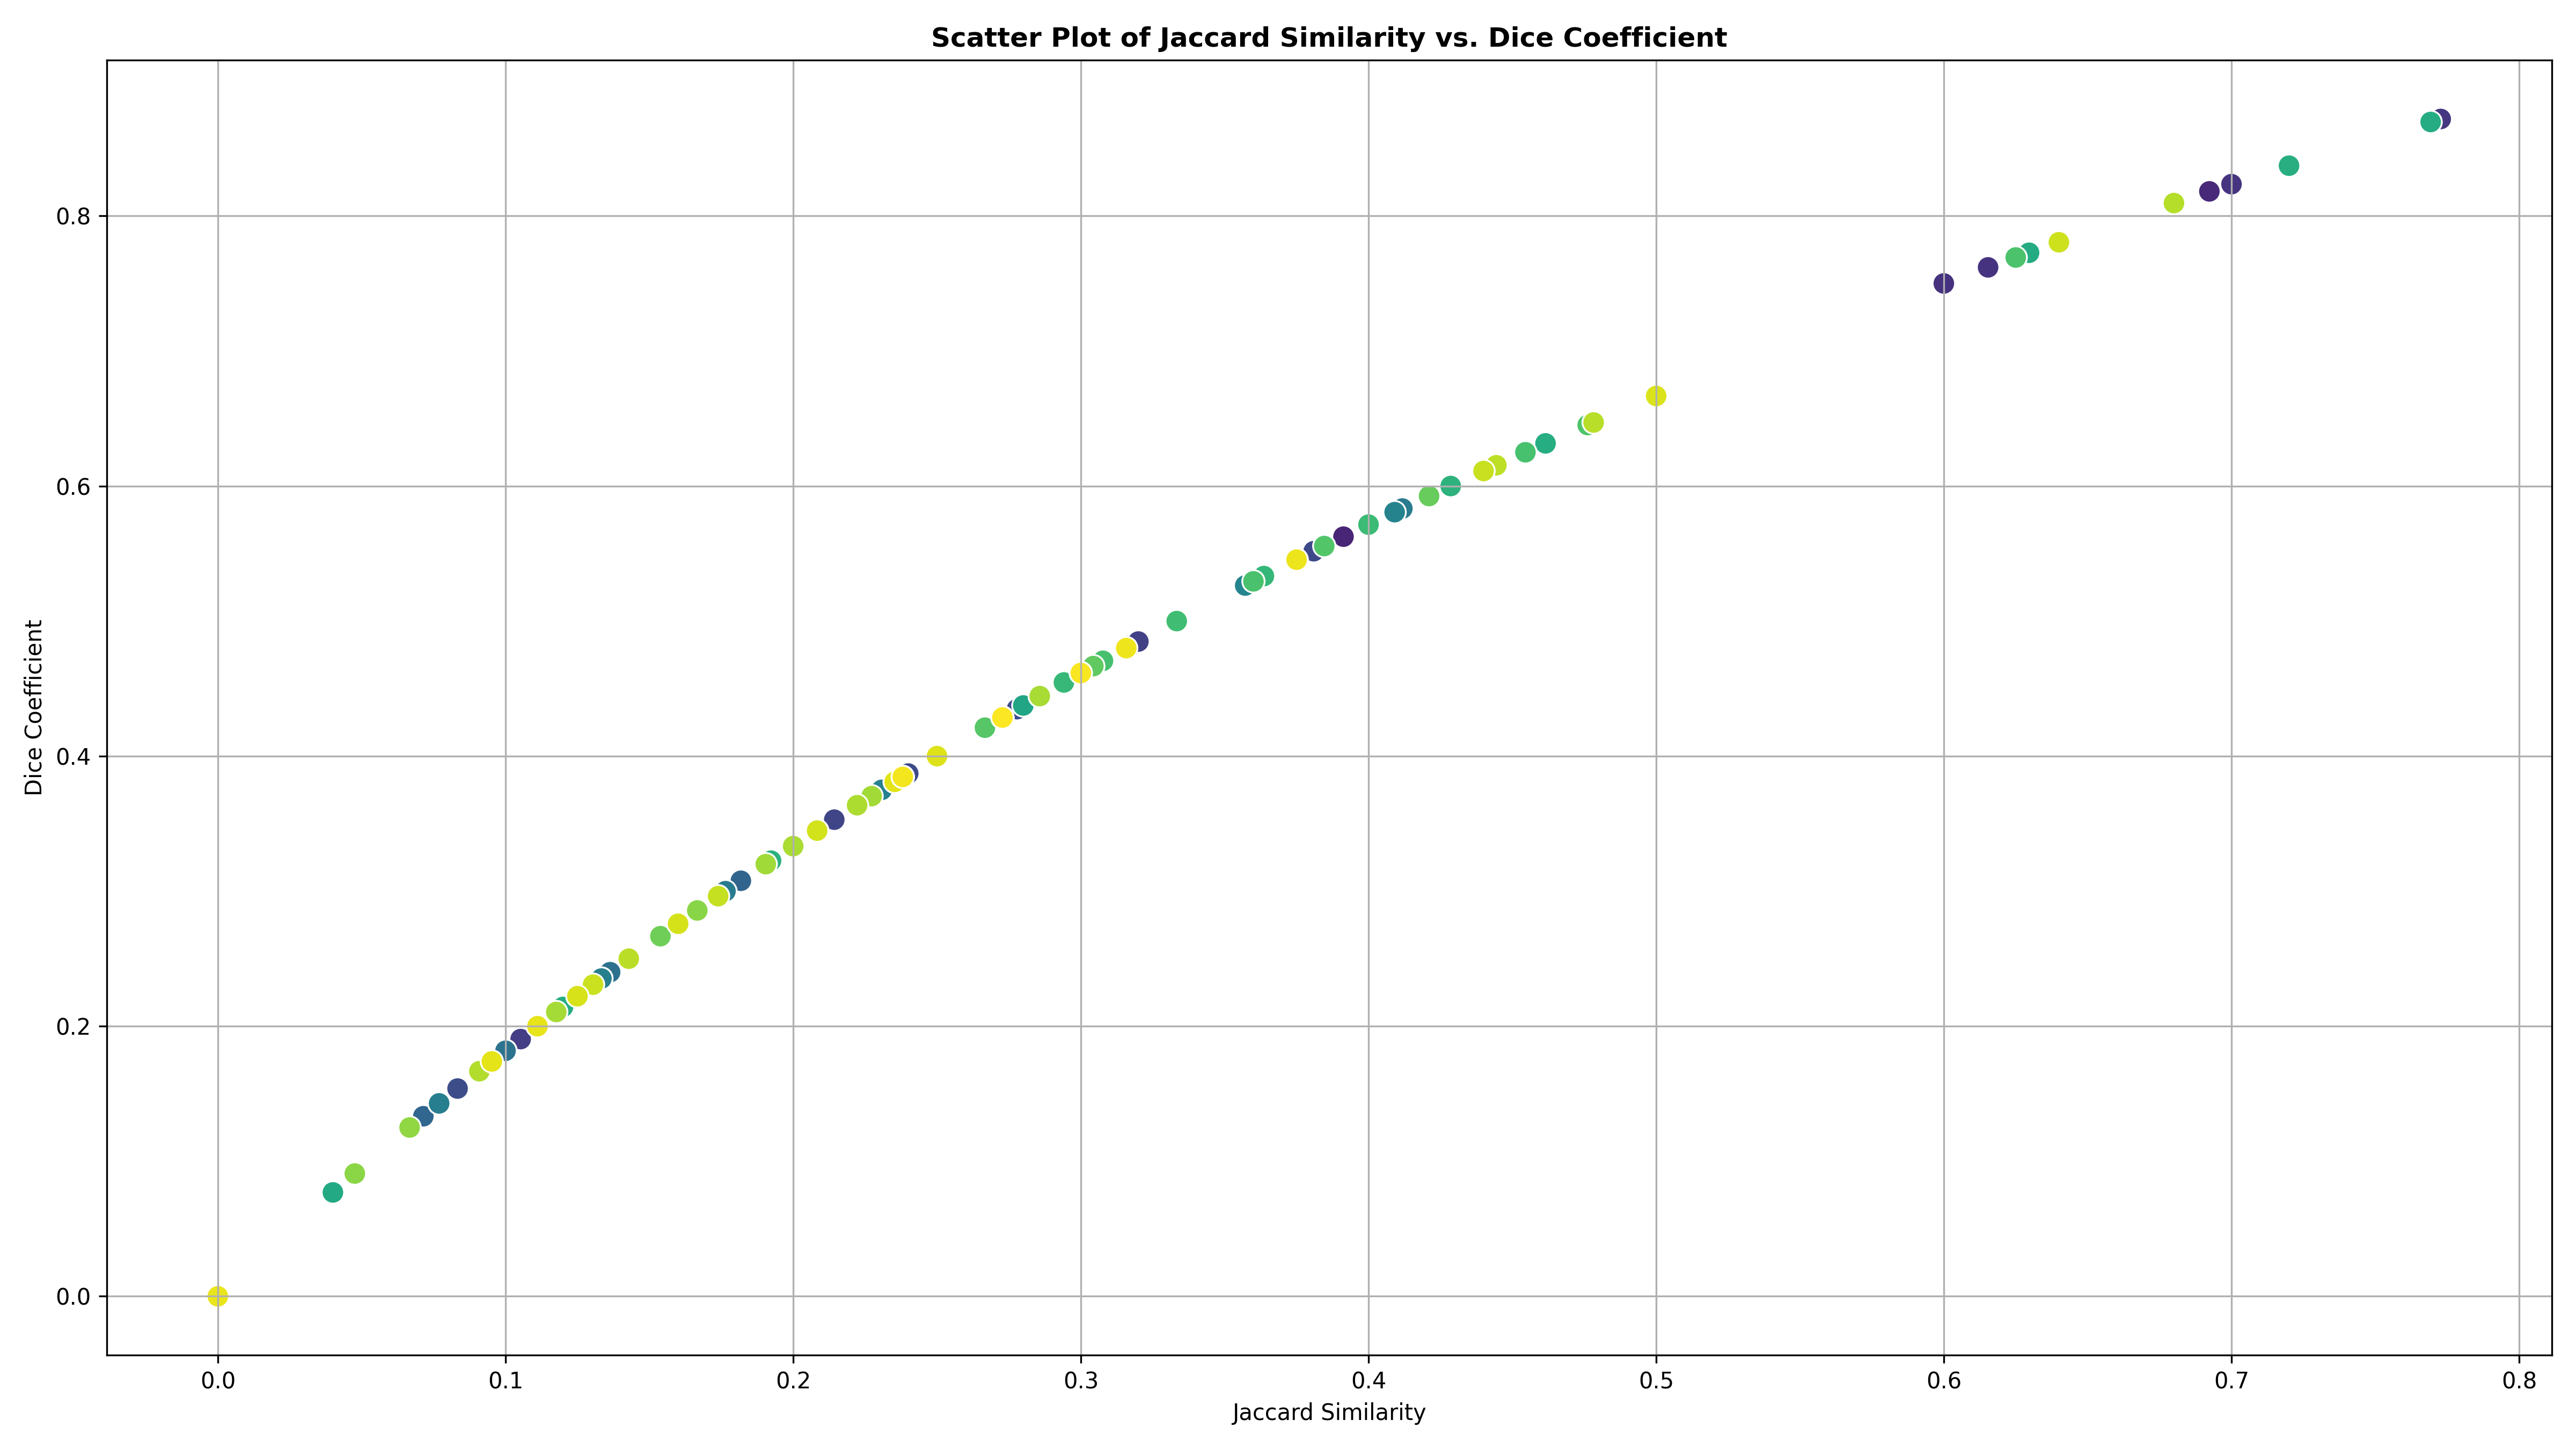 Scatter Plot of Jaccard Similarity vs. Dice Coefficient
Dice Coefficient
0.8
0.6
0.4
0.2
0.0
0.0 0.1 0.2 0.3 0.4 0.5 0.6 0.7 0.8
Jaccard Similarity